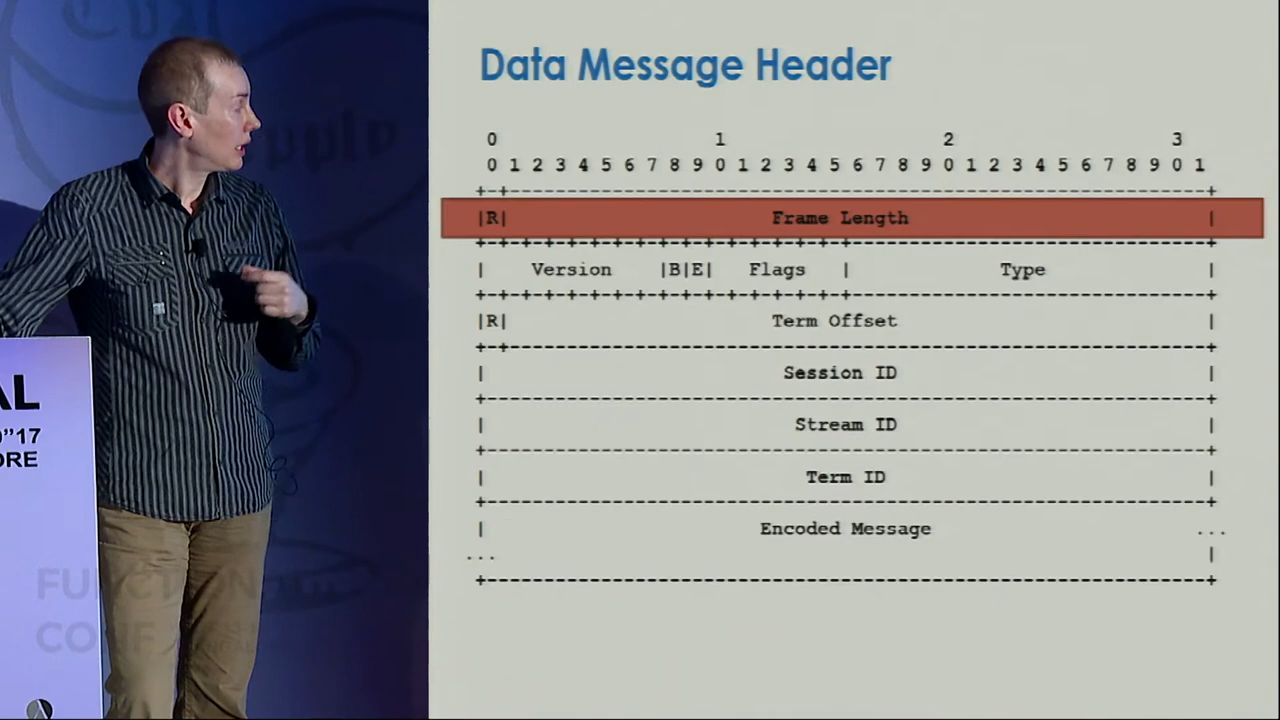 Data Message Header
0 1 2 3
0 1 2 3 4 5 6 7 8 9 0 1 2 3 4 5 6 7 8 9 0 1 2 3 4 5 6 7 8 9 0 1
+-+-------------------------------------------------------------+
|R| Frame Length |
+-+-+-+-+-+-+-+-+-+-+-+-+-+-+-+-+-------------------------------+
| Version |B|E| Flags | Type |
+-+-+-+-+-+-+-+-+-+-+-+-+-+-+-+-+-------------------------------+
|R| Term Offset |
+-+-------------------------------------------------------------+
| Session ID |
+---------------------------------------------------------------+
| Stream ID |
+---------------------------------------------------------------+
| Term ID |
+---------------------------------------------------------------+
| Encoded Message ...
... |
+---------------------------------------------------------------+
AL
"17
ORE
FUNCTIONAL
CONF